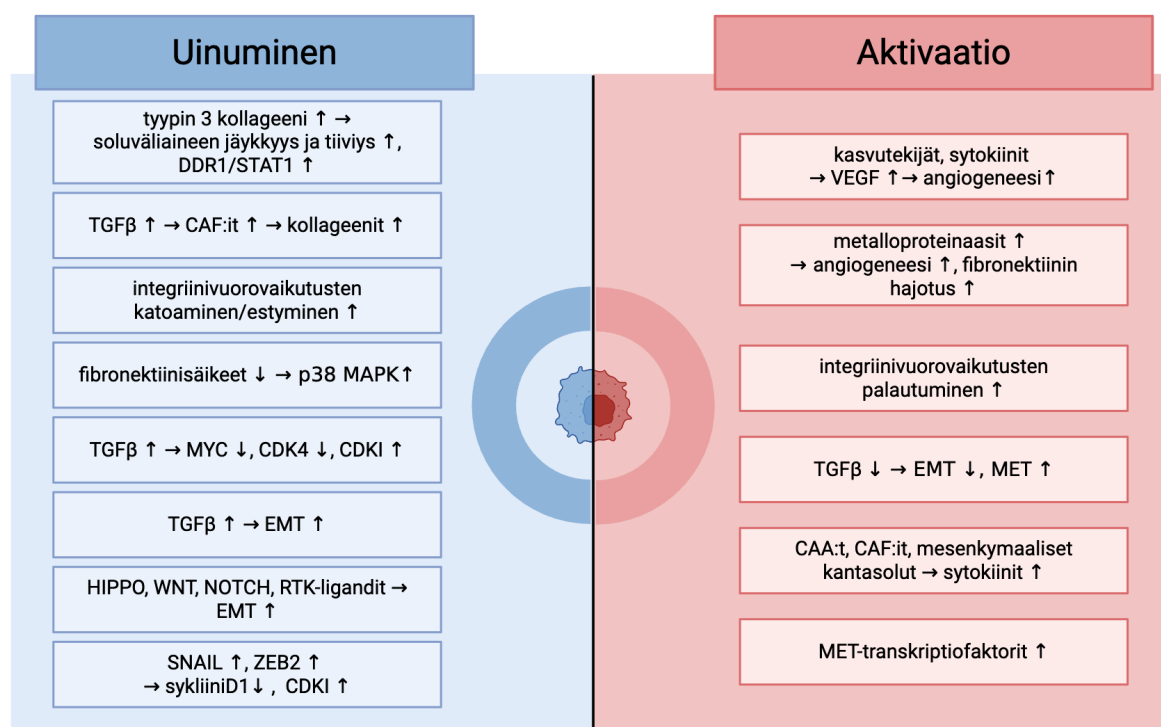 Uinuminen
tyypin 3 kollageeni ↑ →
soluväliaineen jäykkyys ja tiiviys ↑,
DDR1/STAT1 ↑
TGFβ ↑ → CAF:it ↑ → kollageenit ↑
integriinivuorovaikutusten
katoaminen/estyminen ↑
fibronektiinisäikeet ↓ → p38 MAPK↑
TGFβ ↑ → MYC ↓, CDK4 ↓, CDKI ↑
TGFβ ↑ → EMT ↑
HIPPO, WNT, NOTCH, RTK-ligandit →
EMT ↑
SNAIL ↑, ZEB2 ↑
→ sykliiniD1↓ , CDKI ↑
Aktivaatio
kasvutekijät, sytokiinit
→ VEGF ↑→ angiogeneesi↑
metalloproteinaasit ↑
→ angiogeneesi ↑, fibronektiinin
hajotus ↑
integriinivuorovaikutusten
palautuminen ↑
TGFβ ↓ → EMT ↓, MET ↑
CAA:t, CAF:it, mesenkymaaliset
kantasolut → sytokiinit ↑
MET-transkriptiofaktorit ↑